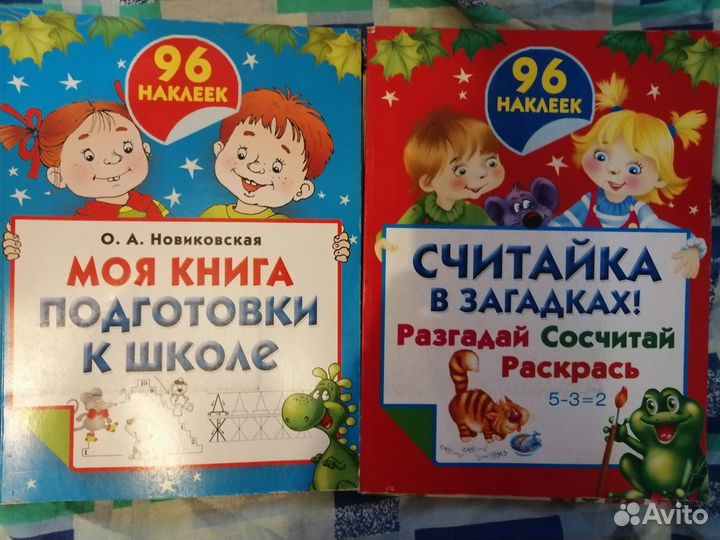 96
НАКЛЕЕК
О. А. Новиковская
МОЯ КНИГА
ПОДГОТОВКИ
К ШКОЛЕ
96
НАКЛЕЕК
СЧИТАЙКА
В ЗАГАДКАХ!
Разгадай Сосчитай
Раскрась
5-3=2
Avito